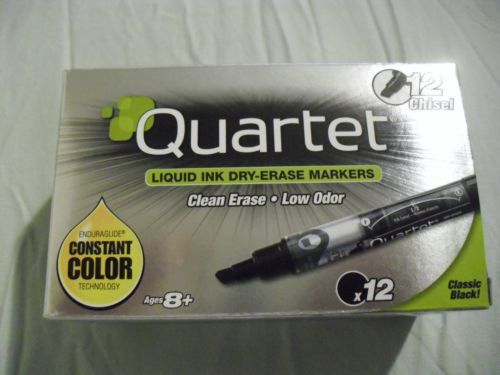 12
Chisel
Quartet
LIQUID INK DRY-ERASE MARKERS
Clean Erase • Low Odor
ENDURAGLIDE®
CONSTANT
COLOR
TECHNOLOGY
Quartet
Ages 8+
x12
Classic
Black!